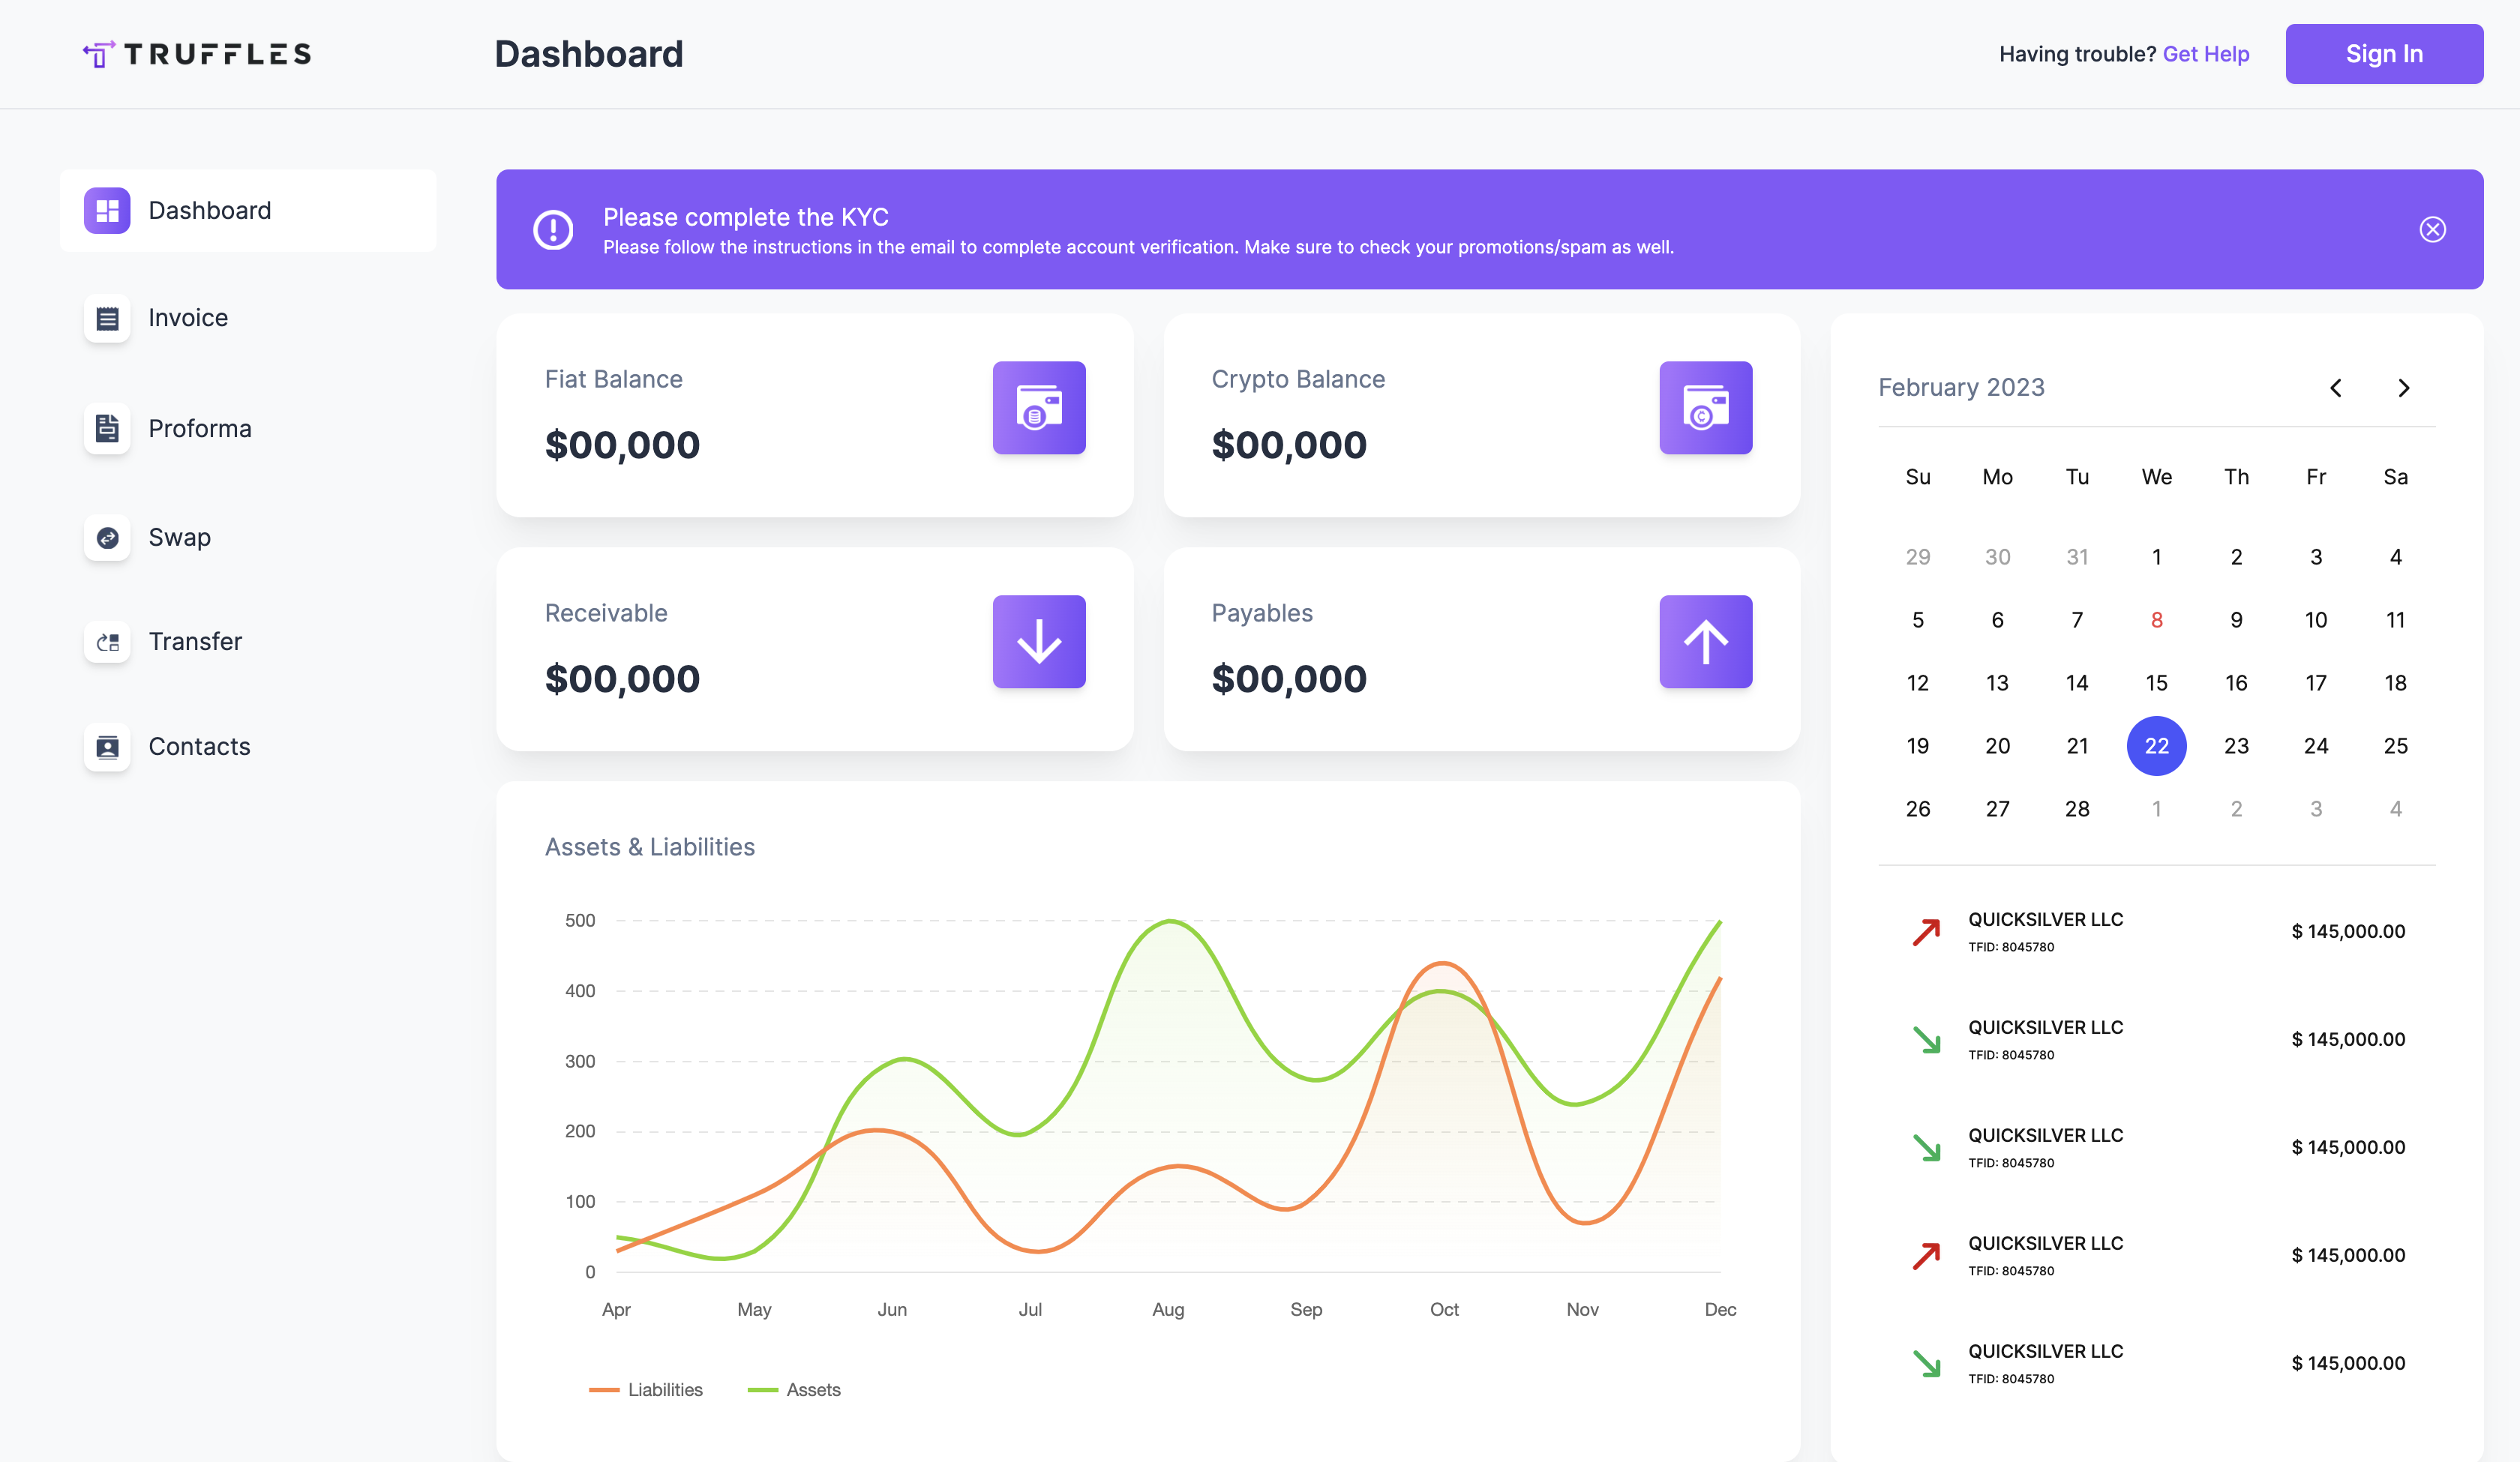 TRUFFLES
Dashboard
Having trouble? Get Help
Sign In
Dashboard
Invoice
Proforma
Swap
Transfer
Contacts
Please complete the KYC
Please follow the instructions in the email to complete account verification. Make sure to check your promotions/spam as well.
Fiat Balance
$00,000
Crypto Balance
$00,000
Receivable
$00,000
Payables
$00,000
Assets & Liabilities
500
400
300
200
100
0
Apr May Jun Jul Aug Sep Oct Nov Dec
Liabilities Assets
February 2023
Su Mo Tu We Th Fr Sa
29 30 31 1 2 3 4
5 6 7 8 9 10 11
12 13 14 15 16 17 18
19 20 21 22 23 24 25
26 27 28 1 2 3 4
QUICKSILVER LLC
TFID: 8045780
$ 145,000.00
QUICKSILVER LLC
TFID: 8045780
$ 145,000.00
QUICKSILVER LLC
TFID: 8045780
$ 145,000.00
QUICKSILVER LLC
TFID: 8045780
$ 145,000.00
QUICKSILVER LLC
TFID: 8045780
$ 145,000.00